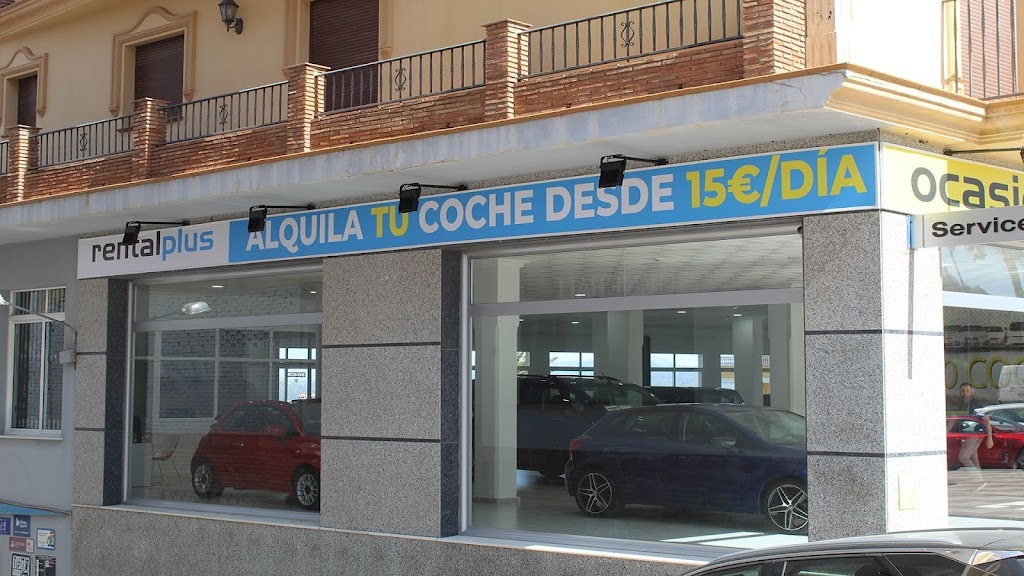 rentalplus
ALQUILA TU COCHE DESDE 15€/DÍA
ocasi
Service